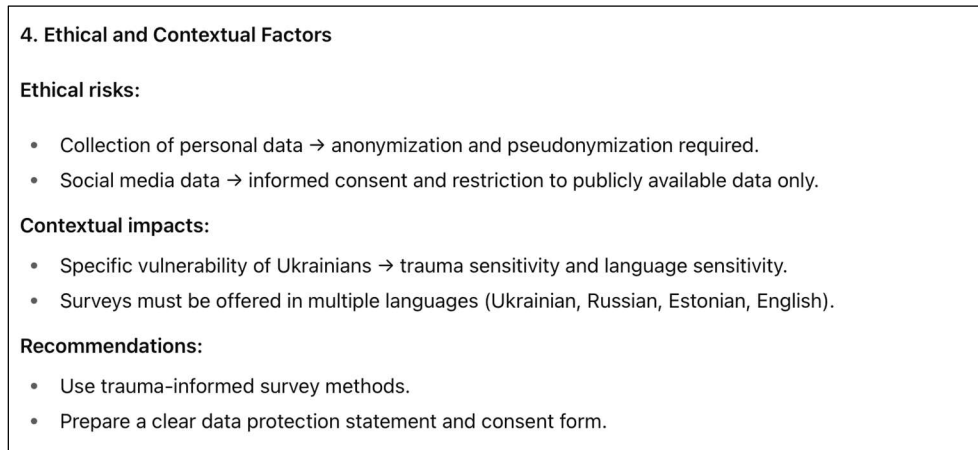 4. Ethical and Contextual Factors
Ethical risks:
• Collection of personal data → anonymization and pseudonymization required.
• Social media data → informed consent and restriction to publicly available data only.
Contextual impacts:
• Specific vulnerability of Ukrainians → trauma sensitivity and language sensitivity.
• Surveys must be offered in multiple languages (Ukrainian, Russian, Estonian, English).
Recommendations:
• Use trauma-informed survey methods.
• Prepare a clear data protection statement and consent form.